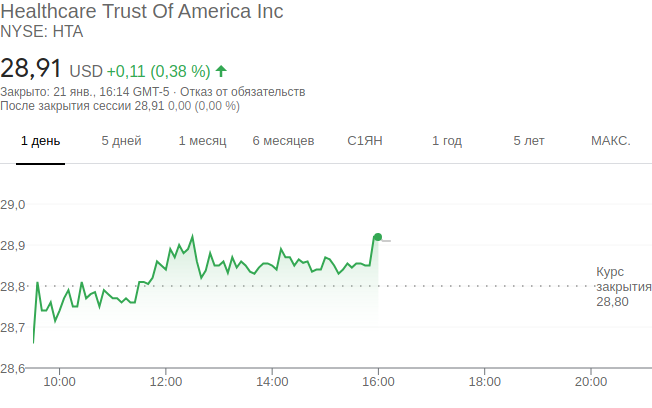 Healthcare Trust Of America Inc
NYSE: HTA
28,91 USD +0,11 (0,38 %)
Закрыто: 21 янв., 16:14 GMT-5 · Отказ от обязательств
После закрытия сессии 28,91 0,00 (0,00 %)
1 день 5 дней 1 месяц 6 месяцев С1ЯН 1 год 5 лет МАКС.
29,0
28,9
28,8
28,7
28,6
Курс
закрытия
28,80
10:00 12:00 14:00 16:00 18:00 20:00